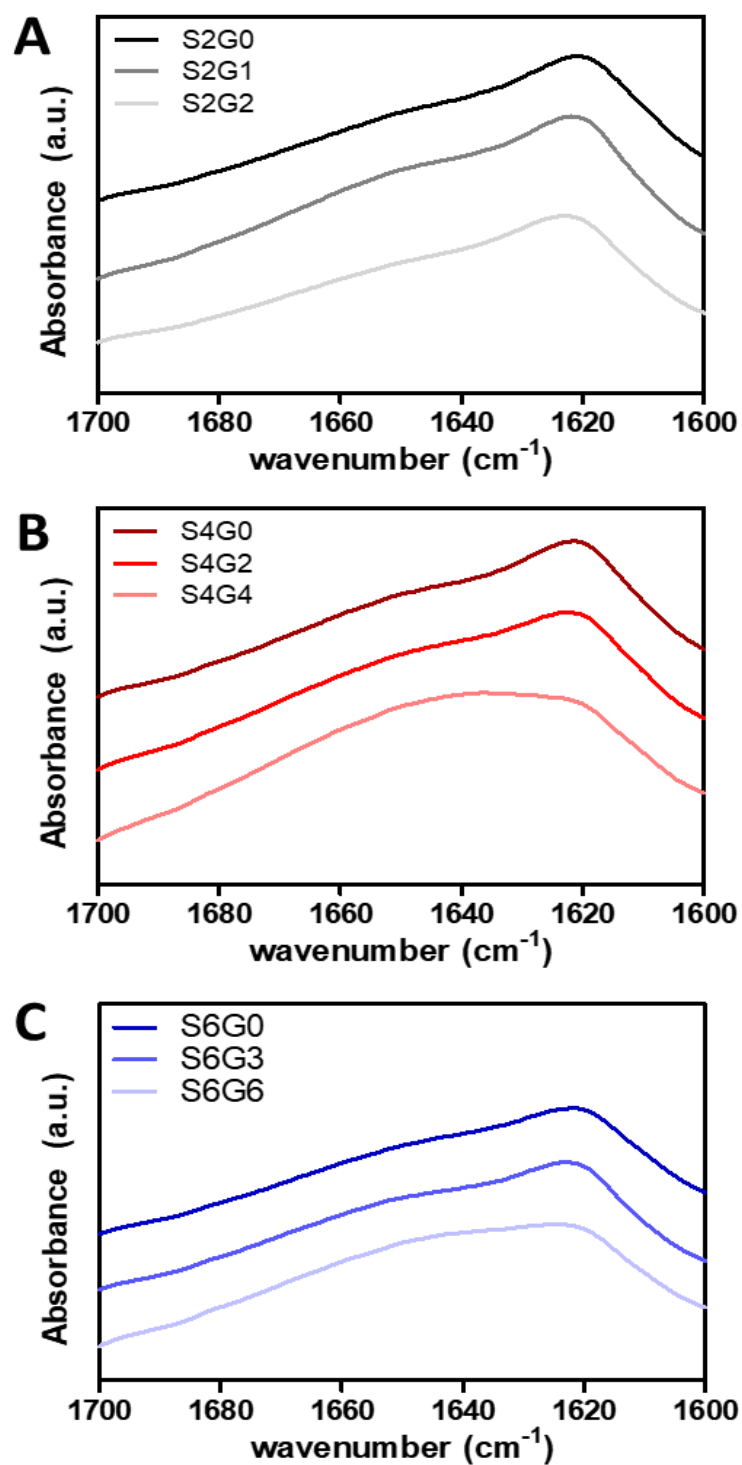 A
S2G0
S2G1
S2G2
Absorbance (a.u.)
1700 1680 1660 1640 1620 1600
wavenumber (cm-1)
B
S4G0
S4G2
S4G4
Absorbance (a.u.)
1700 1680 1660 1640 1620 1600
wavenumber (cm-1)
C
S6G0
S6G3
S6G6
Absorbance (a.u.)
1700 1680 1660 1640 1620 1600
wavenumber (cm-1)